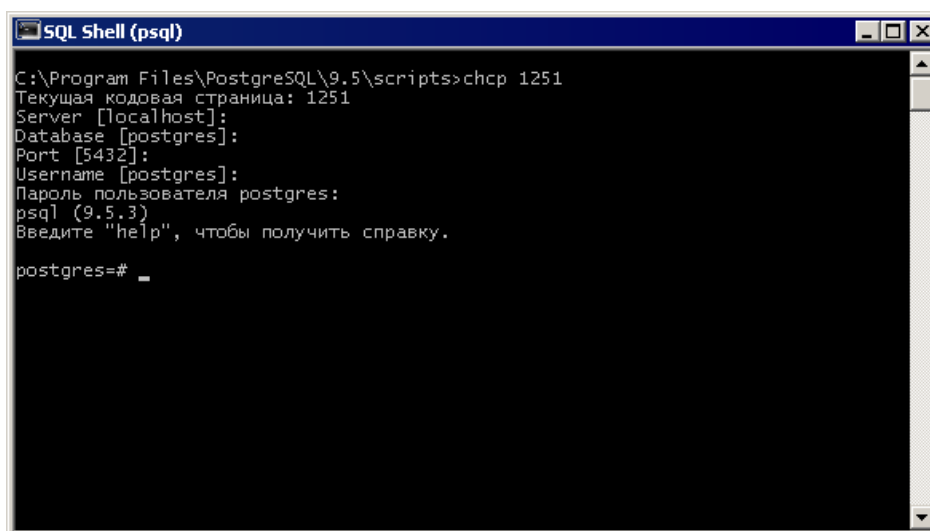 SQL Shell (psql)
C:\Program Files\PostgreSQL\9.5\scripts>chcp 1251
Текущая кодовая страница: 1251
Server [localhost]:
Database [postgres]:
Port [5432]:
Username [postgres]:
Пароль пользователя postgres:
psql (9.5.3)
Введите "help", чтобы получить справку.
postgres=# _